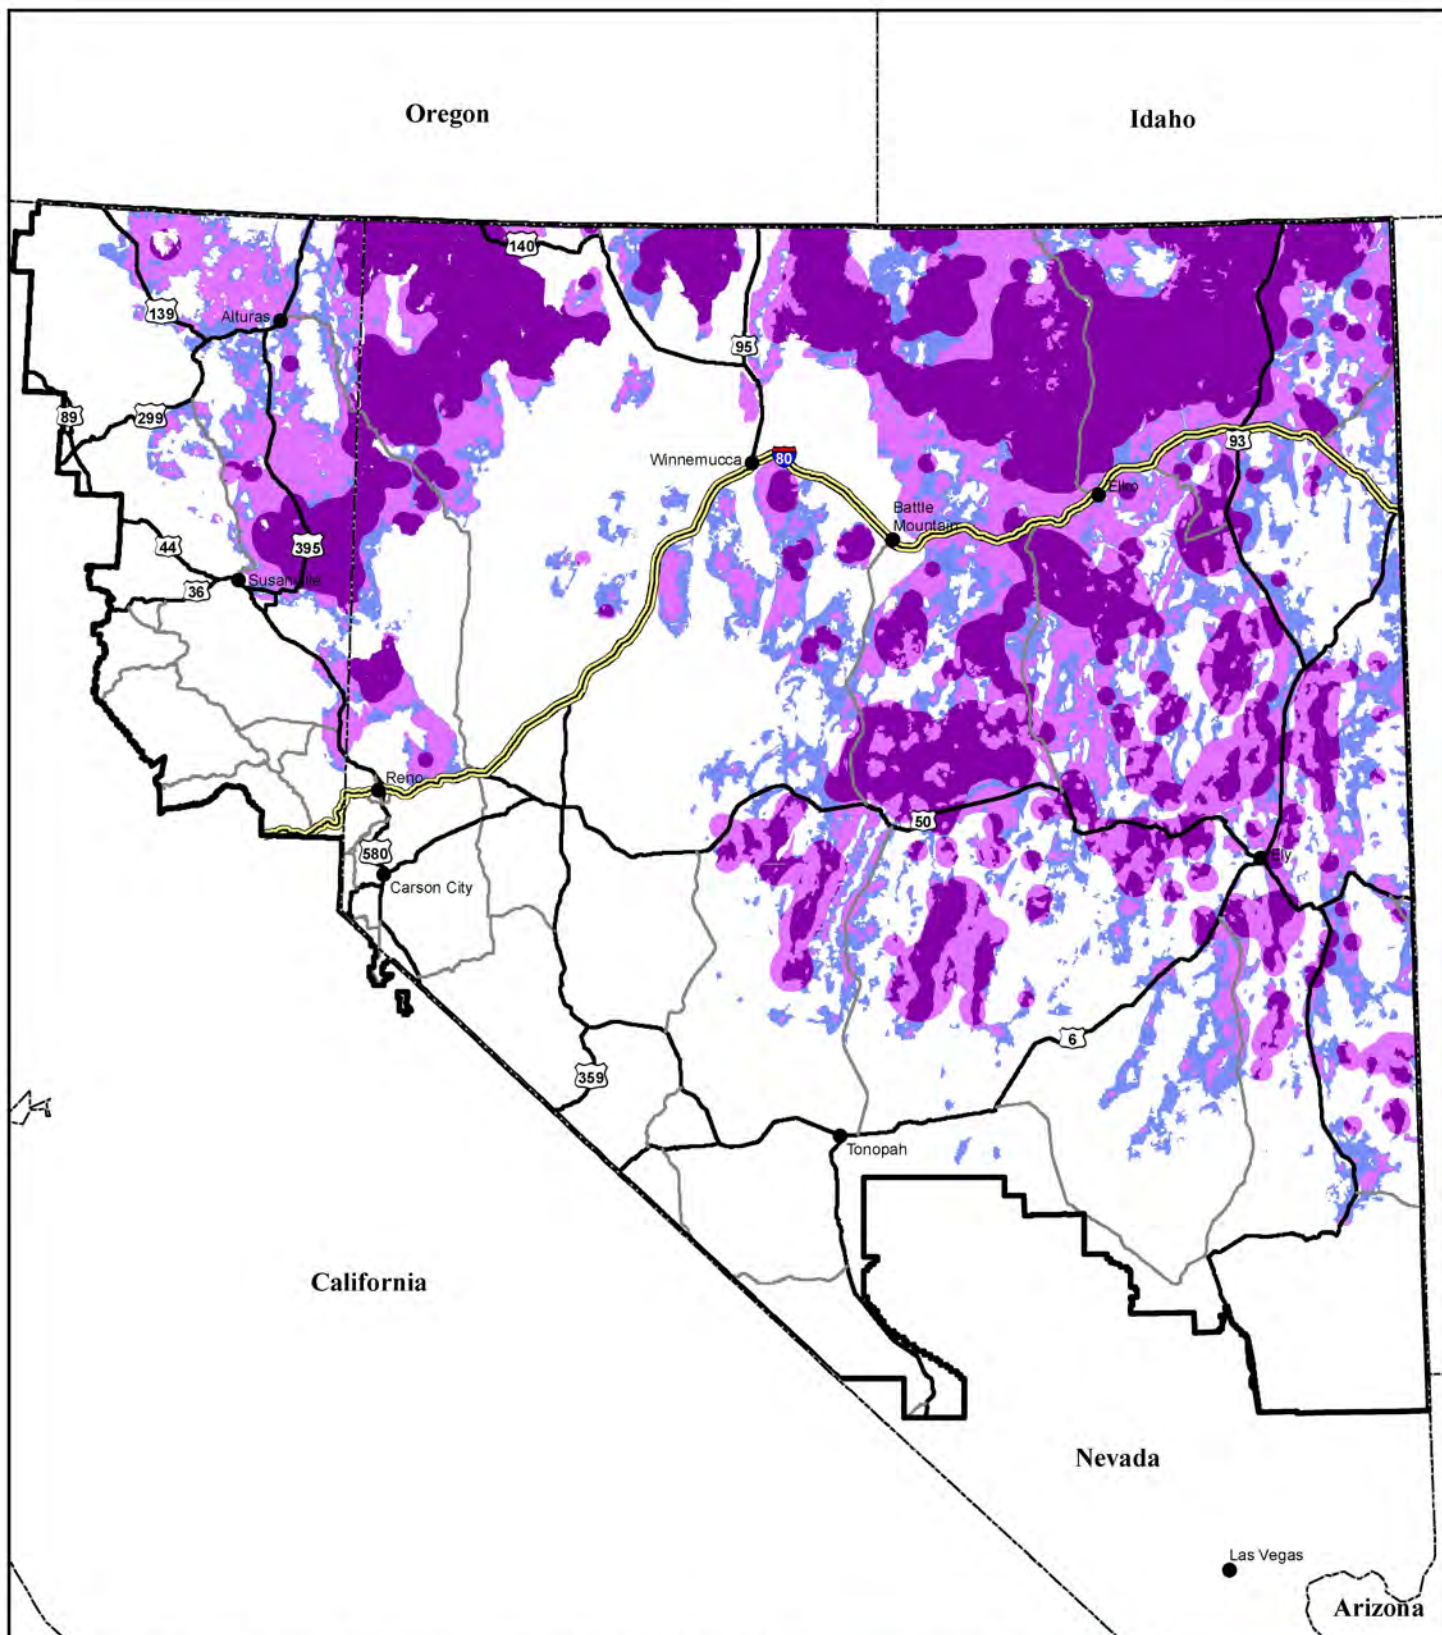 Oregon
Idaho
140
139
Alturas
95
89
299
93
Winnemucca
80
Elko
Battle
Mountain
44
395
Susanville
36
Reno
50
580
Ely
Carson City
6
359
Tonopah
California
Nevada
Las Vegas
Arizona